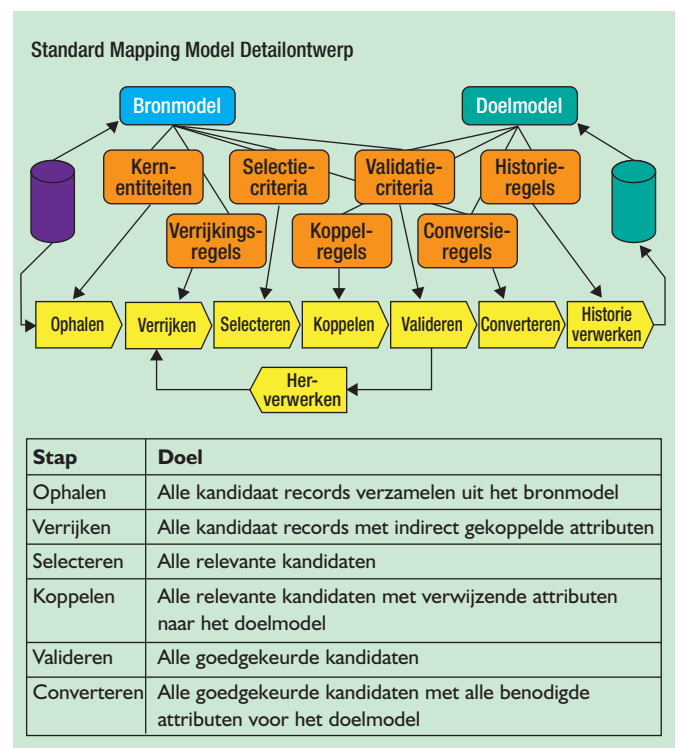 Standard Mapping Model Detailontwerp
Bronmodel
Doelmodel
Kern-
entiteiten
Selectie-
criteria
Validatie-
criteria
Historie-
regels
Verrijkings-
regels
Koppel-
regels
Conversie-
regels
Ophalen
Verrijken
Selecteren
Koppelen
Valideren
Converteren
Historie
verwerken
Her-
verwerken
Stap Doel
Ophalen Alle kandidaat records verzamelen uit het bronmodel
Verrijken Alle kandidaat records met indirect gekoppelde attributen
Selecteren Alle relevante kandidaten
Koppelen Alle relevante kandidaten met verwijzende attributen
naar het doelmodel
Valideren Alle goedgekeurde kandidaten
Converteren Alle goedgekeurde kandidaten met alle benodigde
attributen voor het doelmodel